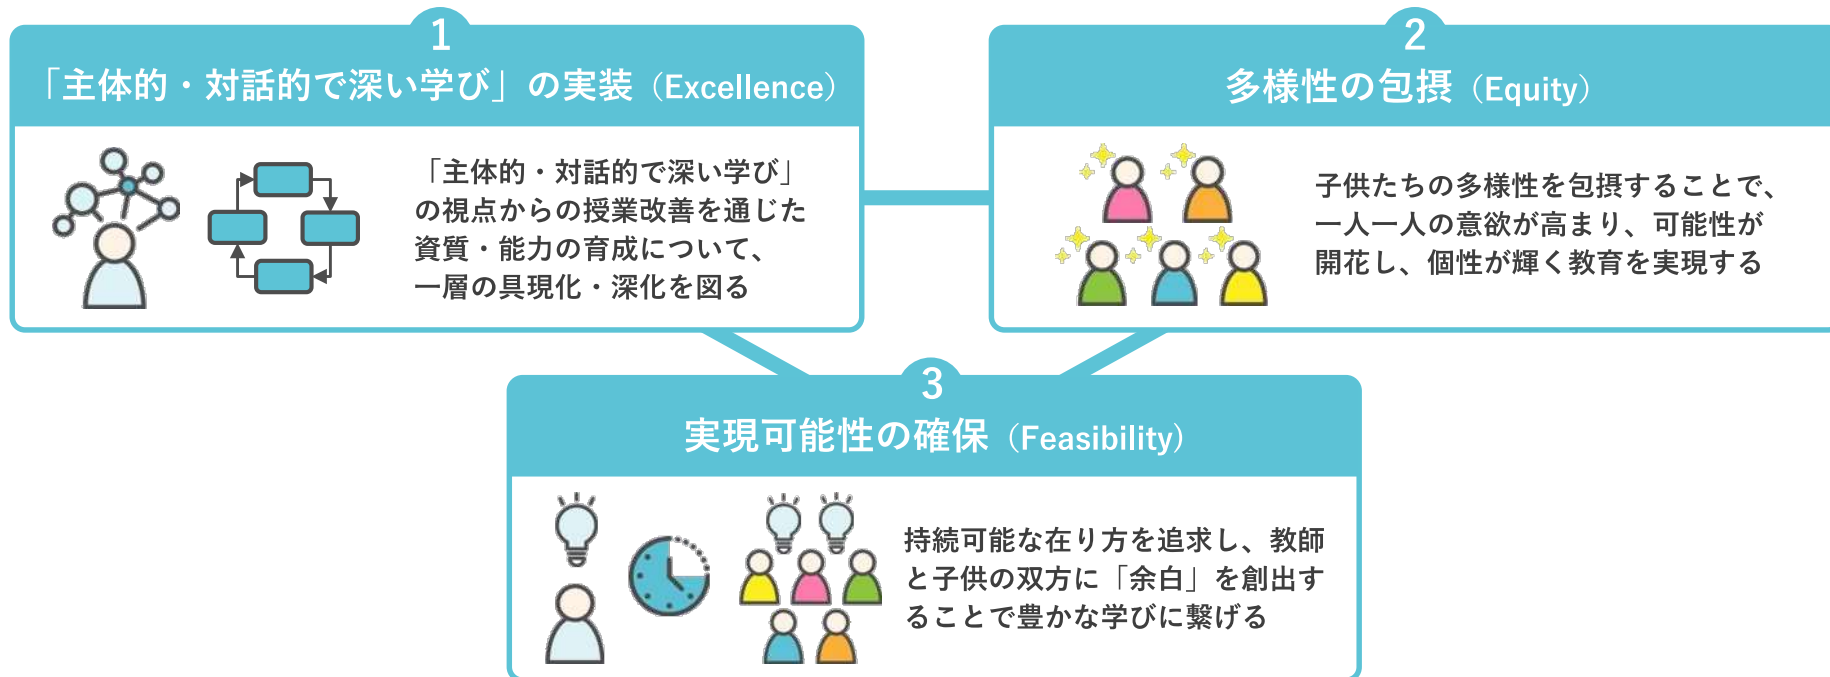 1
「主体的・対話的で深い学び」の実装（Excellence）
「主体的・対話的で深い学び」
の視点からの授業改善を通じた
資質・能力の育成について、
一層の具現化・深化を図る
2
多様性の包摂（Equity）
子供たちの多様性を包摂することで、
一人一人の意欲が高まり、可能性が
開花し、個性が輝く教育を実現する
3
実現可能性の確保（Feasibility）
持続可能な在り方を追求し、教師
と子供の双方に「余白」を創出す
ることで豊かな学びに繋げる